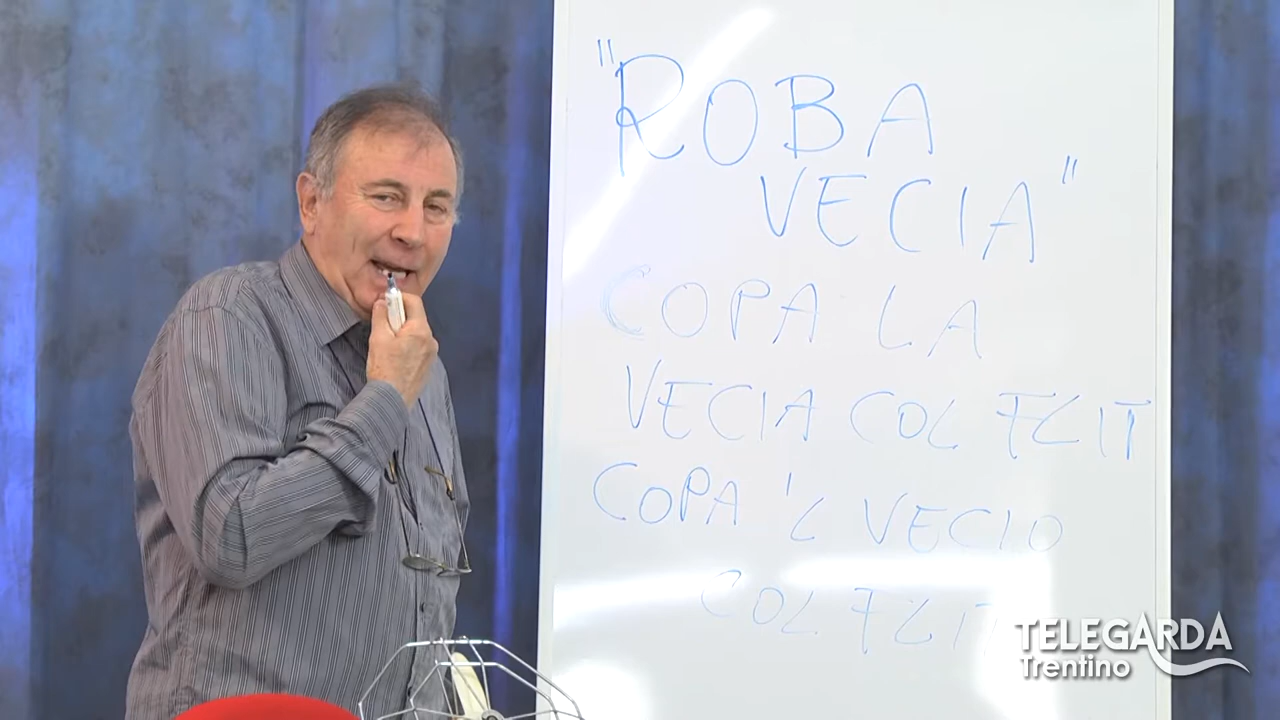 "ROBA
VECIA"
COPA LA
VECIA COL FLIT
COPA 'L VECIO
COL FLIT
TELEGARDA
Trentino